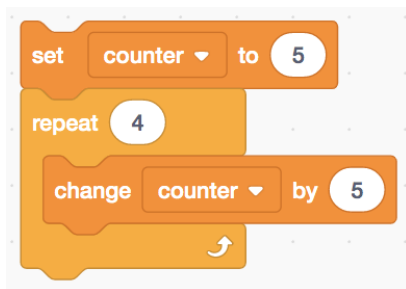 set counter to 5
repeat 4
change counter by 5